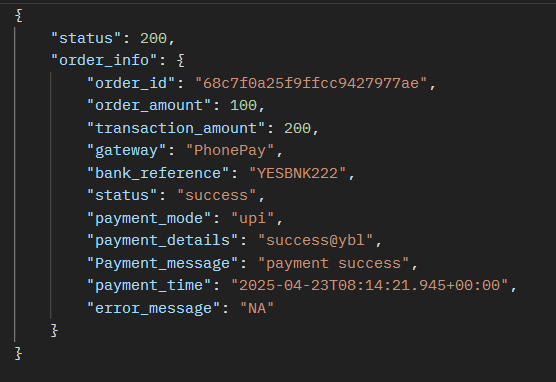 {
    "status": 200,
    "order_info": {
        "order_id": "68c7f0a25f9ffcc9427977ae",
        "order_amount": 100,
        "transaction_amount": 200,
        "gateway": "PhonePay",
        "bank_reference": "YESBNK222",
        "status": "success",
        "payment_mode": "upi",
        "payment_details": "success@ybl",
        "Payment_message": "payment success",
        "payment_time": "2025-04-23T08:14:21.945+00:00",
        "error_message": "NA"
    }
}